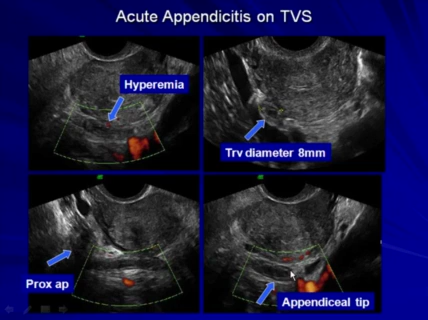 Acute Appendicitis on TVS
Hyperemia
Trv diameter 8mm
Prox ap
Appendiceal tip